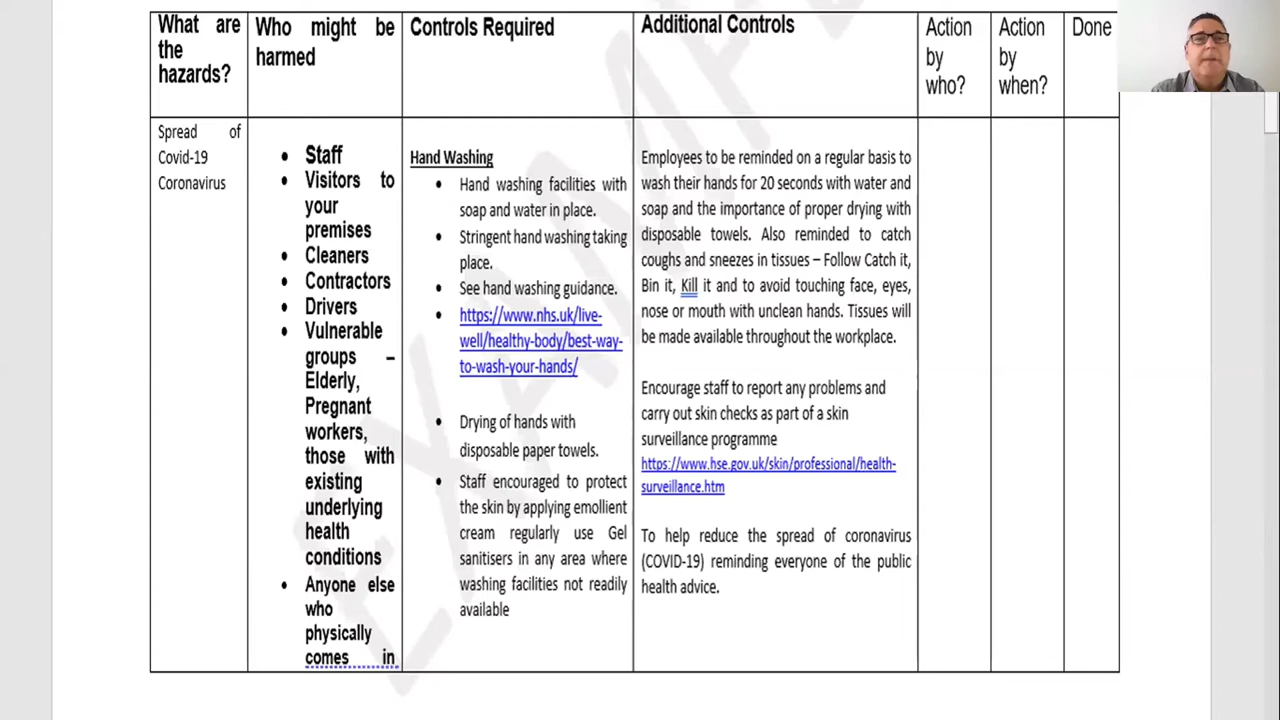 What are the hazards?
Who might be harmed
Controls Required
Additional Controls
Action by who?
Action by when?
Done
Spread of
Covid-19
Coronavirus
• Staff
• Visitors to
your
premises
• Cleaners
• Contractors
• Drivers
• Vulnerable
groups –
Elderly,
Pregnant
workers,
those with
existing
underlying
health
conditions
• Anyone else
who
physically
comes in
Hand Washing
• Hand washing facilities with
soap and water in place.
• Stringent hand washing taking
place.
• See hand washing guidance.
• https://www.nhs.uk/live-
well/healthy-body/best-way-
to-wash-your-hands/
• Drying of hands with
disposable paper towels.
• Staff encouraged to protect
the skin by applying emollient
cream regularly use Gel
sanitisers in any area where
washing facilities not readily
available
Employees to be reminded on a regular basis to
wash their hands for 20 seconds with water and
soap and the importance of proper drying with
disposable towels. Also reminded to catch
coughs and sneezes in tissues – Follow Catch it,
Bin it, Kill it and to avoid touching face, eyes,
nose or mouth with unclean hands. Tissues will
be made available throughout the workplace.
Encourage staff to report any problems and
carry out skin checks as part of a skin
surveillance programme
https://www.hse.gov.uk/skin/professional/health-
surveillance.htm
To help reduce the spread of coronavirus
(COVID-19) reminding everyone of the public
health advice.